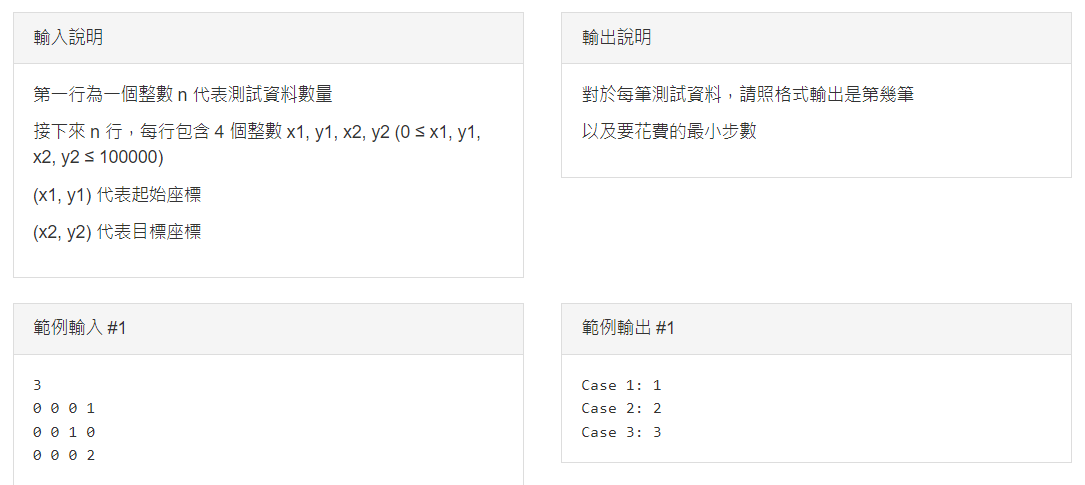 輸入說明
第一行為一個整數 n 代表測試資料數量
接下來 n 行，每行包含 4 個整數 x1, y1, x2, y2 (0 ≤ x1, y1,
x2, y2 ≤ 100000)
(x1, y1) 代表起始座標
(x2, y2) 代表目標座標
輸出說明
對於每筆測試資料，請照格式輸出是第幾筆
以及要花費的最小步數
範例輸入 #1
3
0 0 0 1
0 0 1 0
0 0 0 2
範例輸出 #1
Case 1: 1
Case 2: 2
Case 3: 3